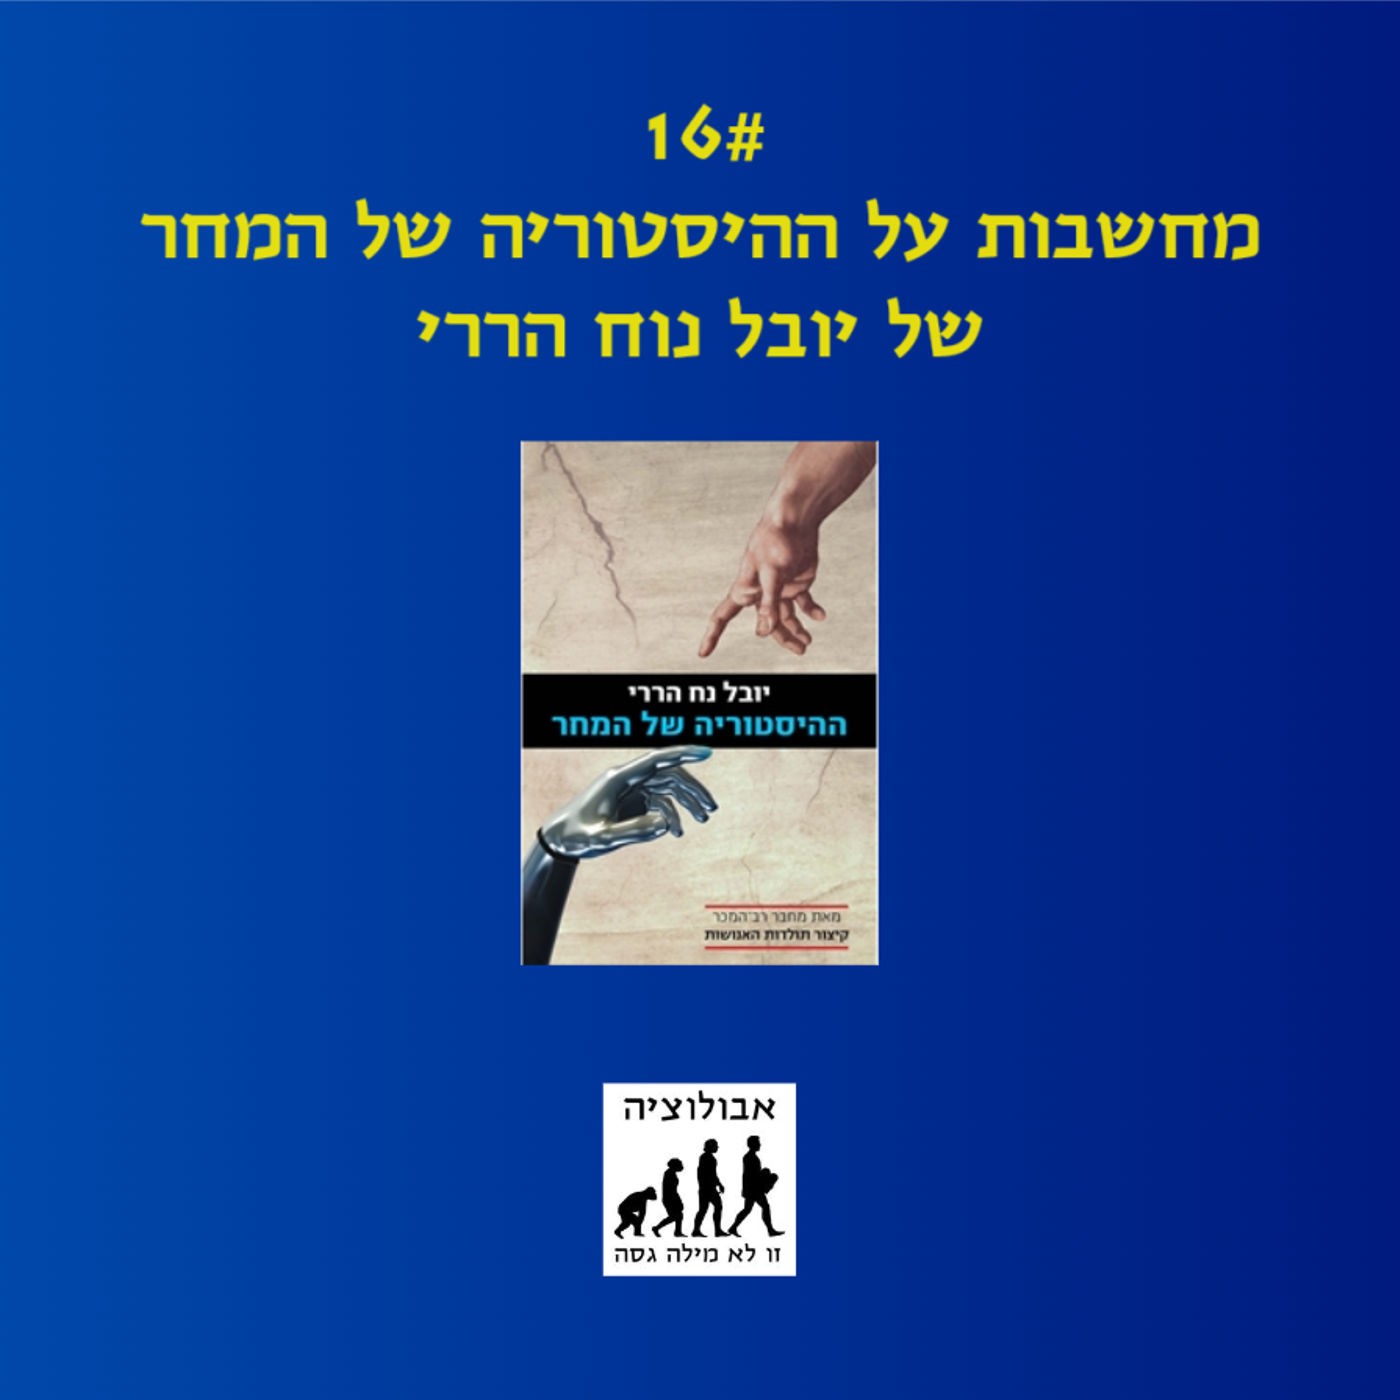 #16
מחשבות על ההיסטוריה של המחר
של יובל נוח הררי
יובל נח הררי
ההיסטוריה של המחר
מאת מחבר רב־המכר
קיצור תולדות האנושות
אבולוציה
זו לא מילה גסה